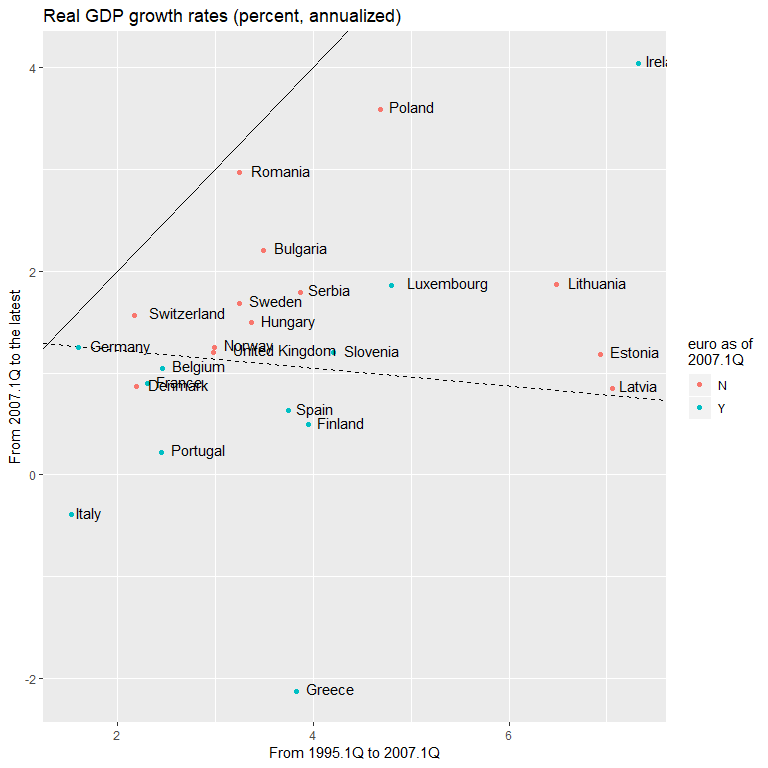 Real GDP growth rates (percent, annualized)
4
2
0
-2
From 2007.1Q to the latest
Irela
Poland
Romania
Bulgaria
Luxembourg
Lithuania
Serbia
Sweden
Switzerland
Hungary
Germany
Norway
United Kingdom
Slovenia
Estonia
Belgium
France
Denmark
Latvia
Spain
Finland
Portugal
Italy
Greece
2
4
6
From 1995.1Q to 2007.1Q
euro as of
2007.1Q
N
Y